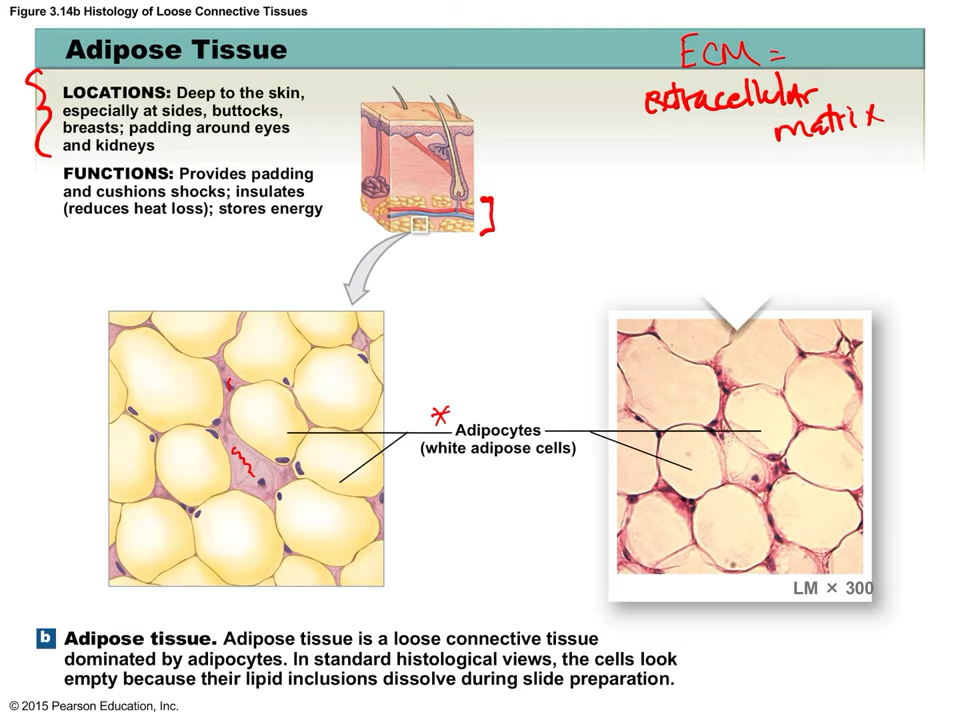 Figure 3.14b Histology of Loose Connective Tissues
Adipose Tissue
ECM =
extracellular
matrix
LOCATIONS: Deep to the skin,
especially at sides, buttocks,
breasts; padding around eyes
and kidneys
FUNCTIONS: Provides padding
and cushions shocks; insulates
(reduces heat loss); stores energy
Adipocytes
(white adipose cells)
LM × 300
b Adipose tissue. Adipose tissue is a loose connective tissue
dominated by adipocytes. In standard histological views, the cells look
empty because their lipid inclusions dissolve during slide preparation.
© 2015 Pearson Education, Inc.